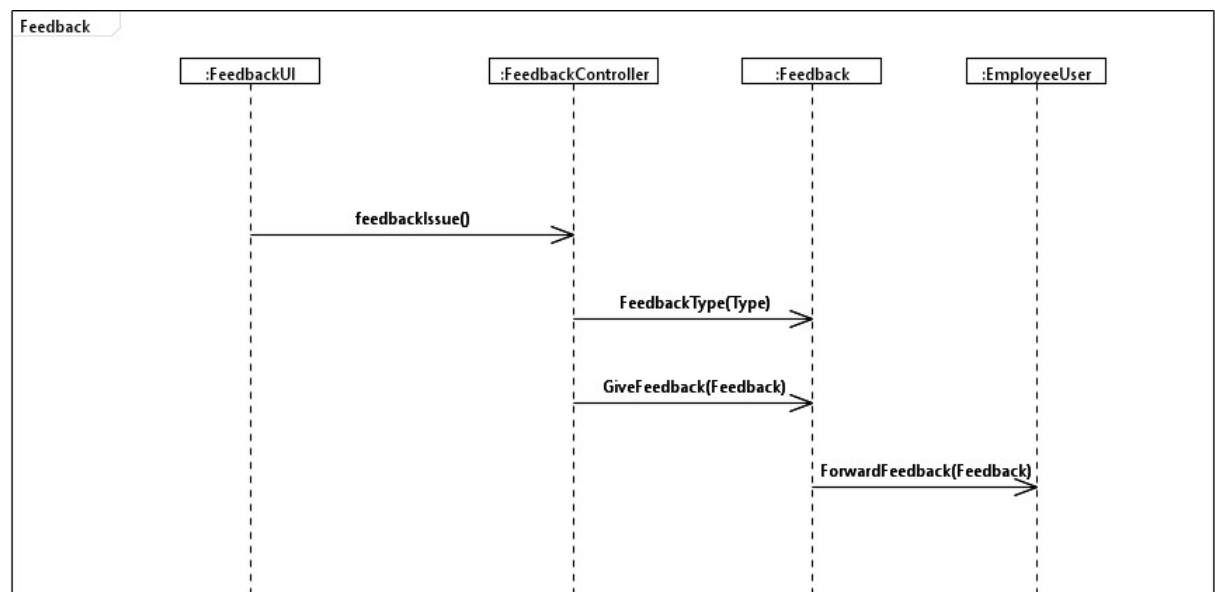 Feedback
:FeedbackUI
:FeedbackController
:Feedback
:EmployeeUser
feedbackIssue()
FeedbackType(Type)
GiveFeedback(Feedback)
ForwardFeedback(Feedback)